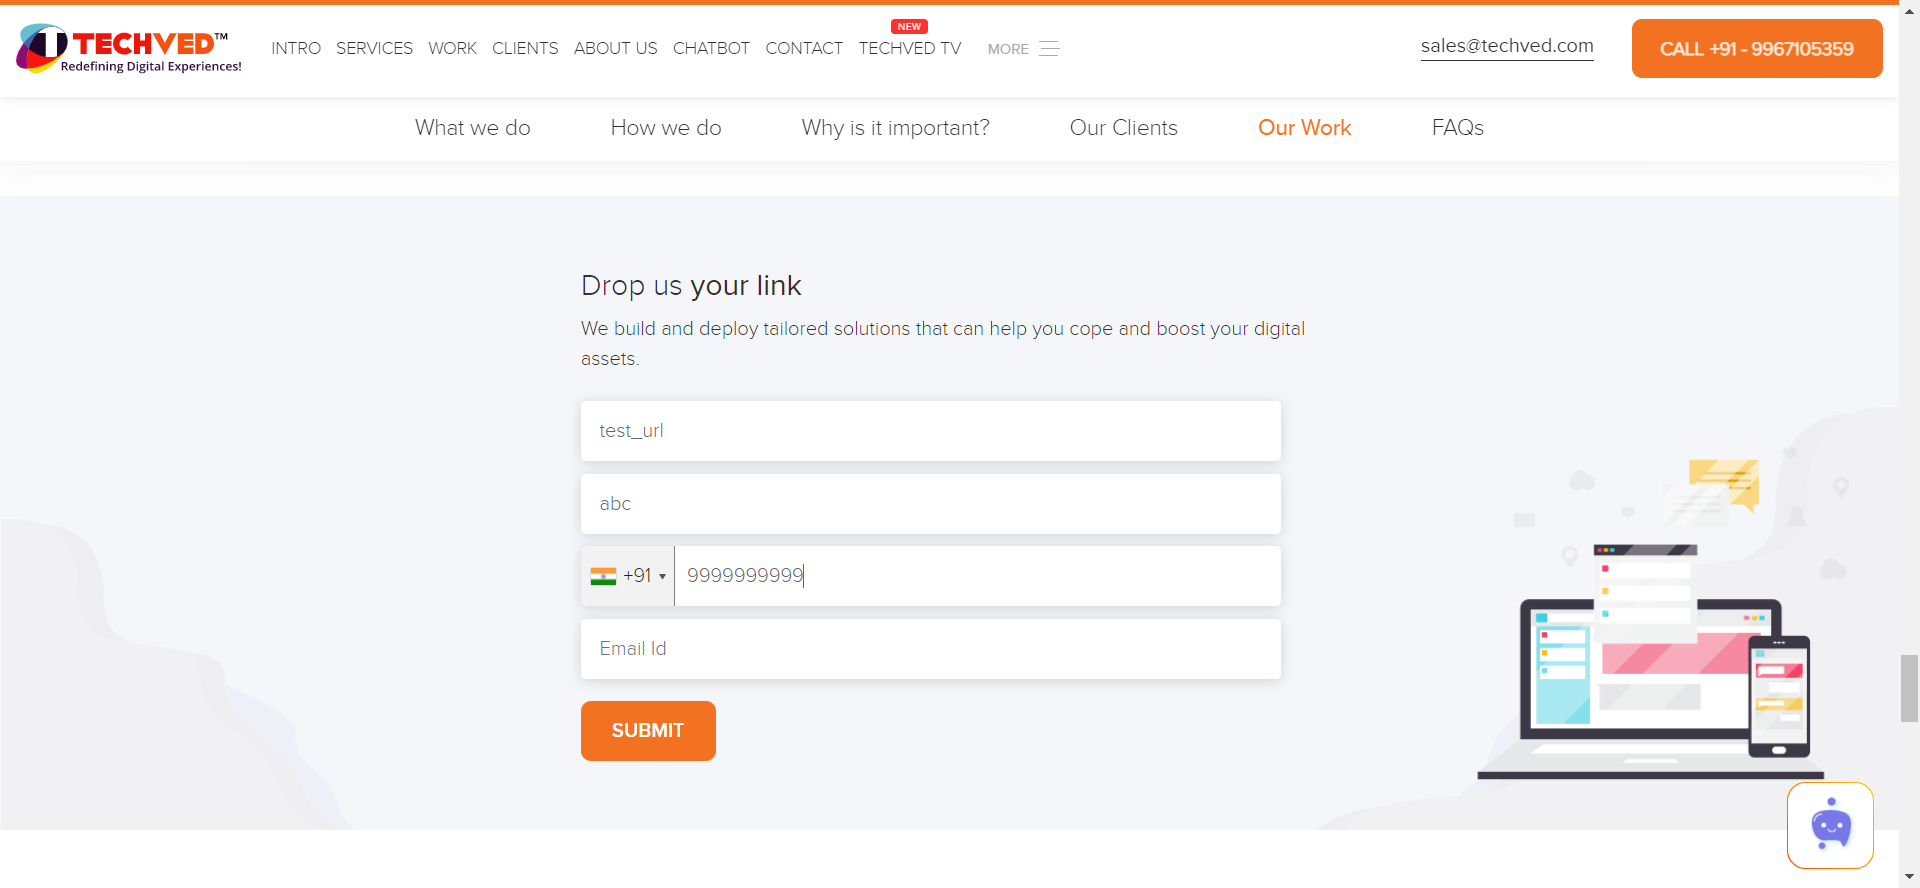 TECHVED™
Redefining Digital Experiences!
INTRO SERVICES WORK CLIENTS ABOUT US CHATBOT CONTACT TECHVED TV NEW MORE
sales@techved.com
CALL +91 - 9967105359
What we do How we do Why is it important? Our Clients Our Work FAQs
Drop us your link
We build and deploy tailored solutions that can help you cope and boost your digital
assets.
test_url
abc
+91 9999999999
Email Id
SUBMIT